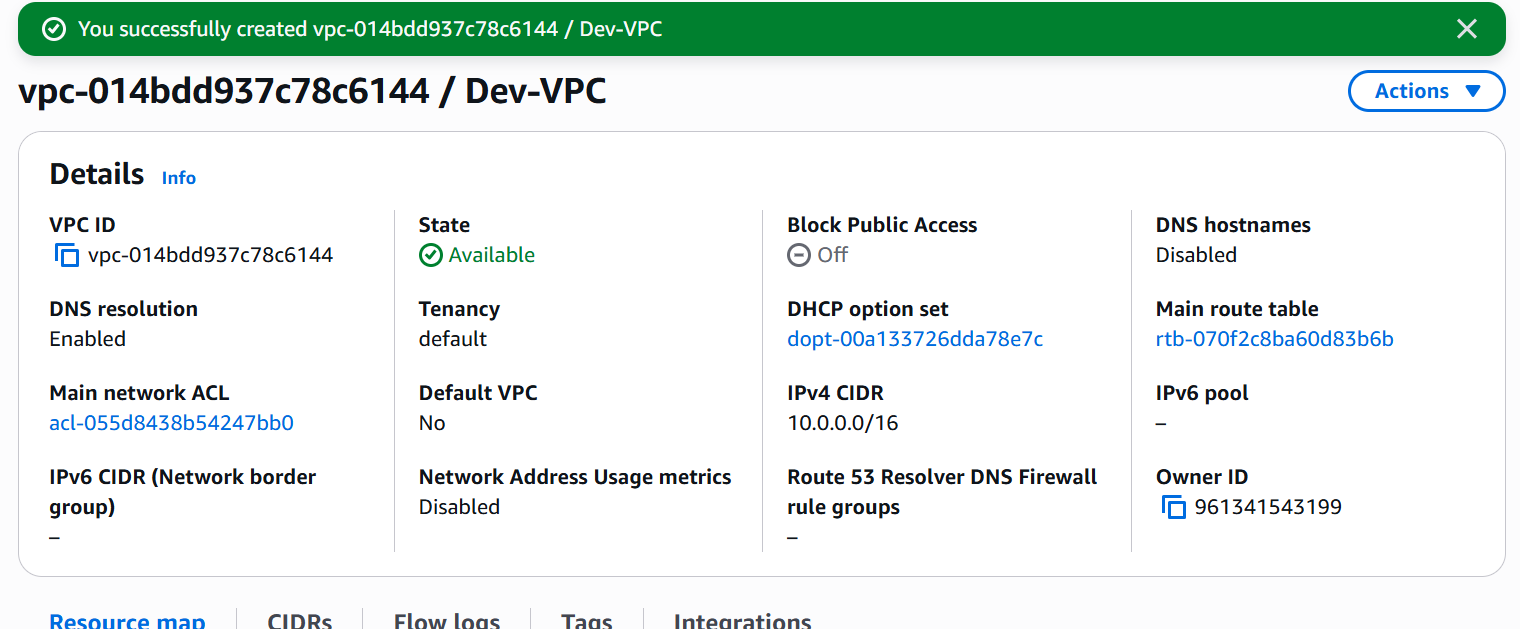 You successfully created vpc-014bdd937c78c6144 / Dev-VPC
vpc-014bdd937c78c6144 / Dev-VPC
Actions
Details Info
VPC ID
vpc-014bdd937c78c6144
State
Available
Block Public Access
Off
DNS hostnames
Disabled
DNS resolution
Enabled
Tenancy
default
DHCP option set
dopt-00a133726dda78e7c
Main route table
rtb-070f2c8ba60d83b6b
Main network ACL
acl-055d8438b54247bb0
Default VPC
No
IPv4 CIDR
10.0.0.0/16
IPv6 pool
–
IPv6 CIDR (Network border
group)
–
Network Address Usage metrics
Disabled
Route 53 Resolver DNS Firewall
rule groups
–
Owner ID
961341543199
Resource map
CIDRs
Flow logs
Tags
Integrations